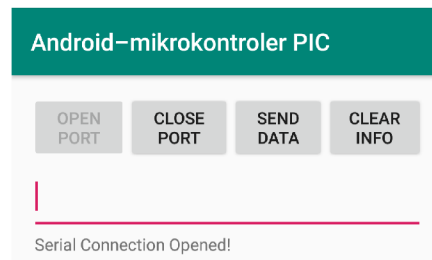 Android–mikrokontroler PIC
OPEN CLOSE SEND CLEAR
PORT PORT DATA INFO
Serial Connection Opened!